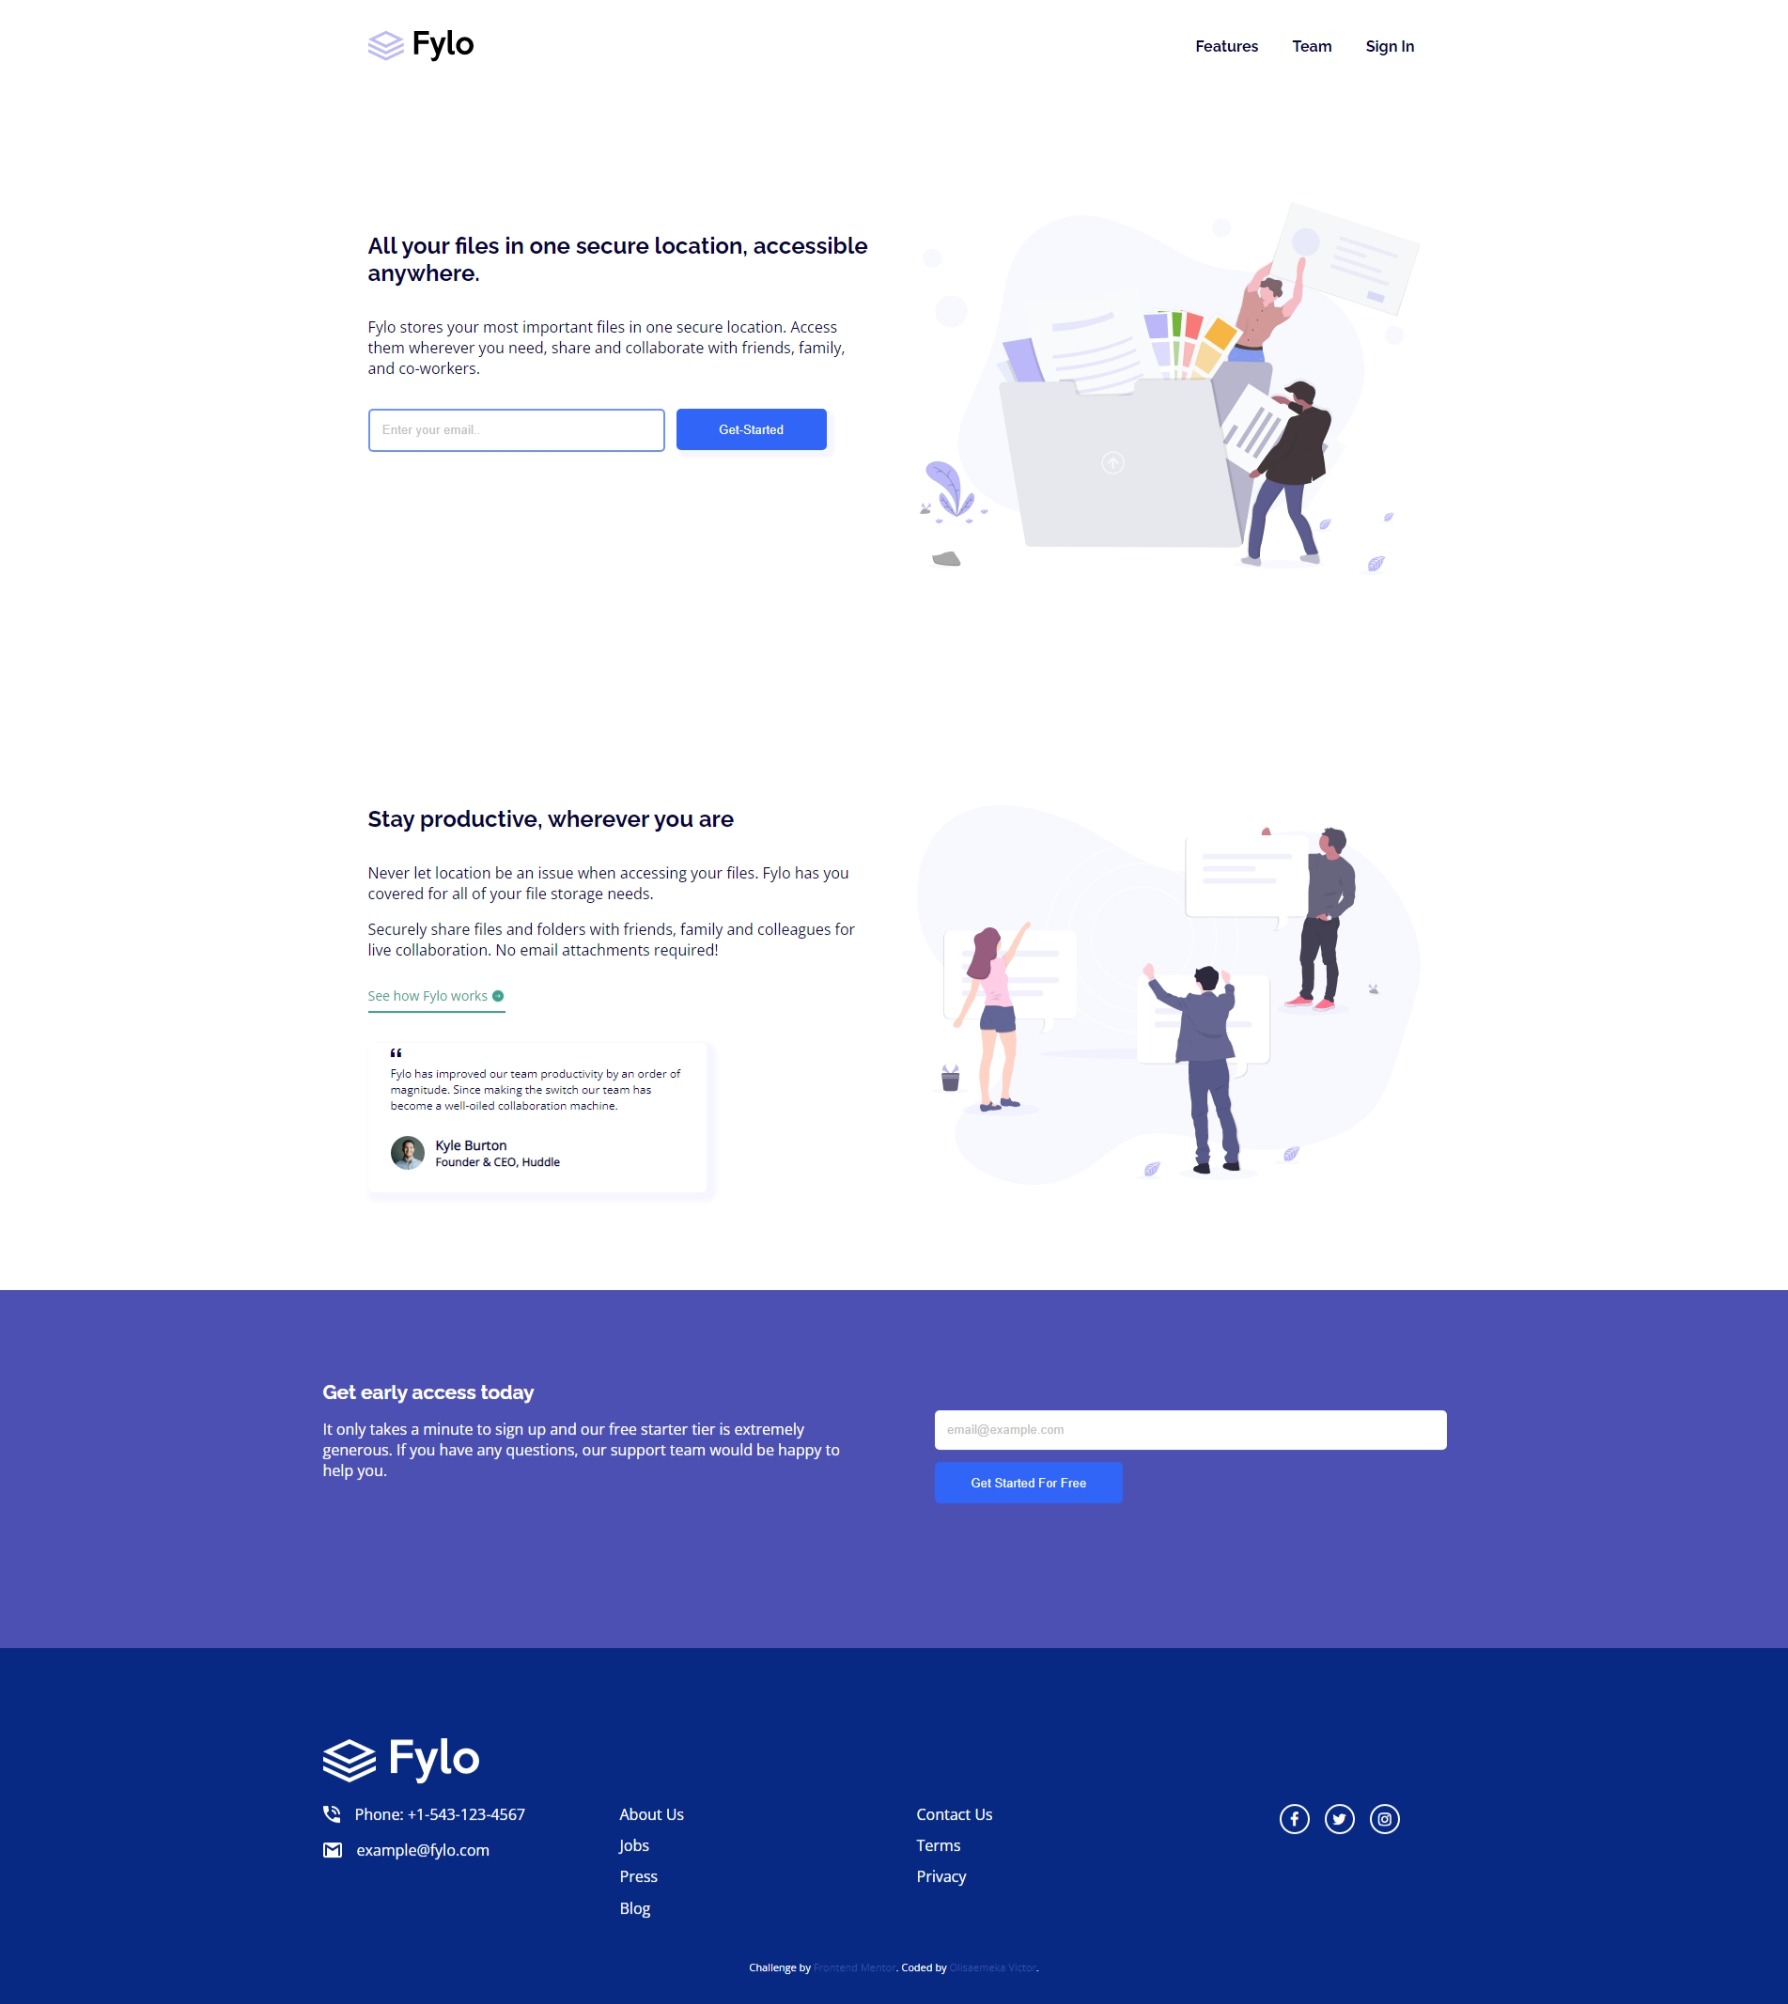 Fylo
Features Team Sign In
All your files in one secure location, accessible
anywhere.
Fylo stores your most important files in one secure location. Access
them wherever you need, share and collaborate with friends, family,
and co-workers.
Enter your email.. Get-Started
Stay productive, wherever you are
Never let location be an issue when accessing your files. Fylo has you
covered for all of your file storage needs.
Securely share files and folders with friends, family and colleagues for
live collaboration. No email attachments required!
See how Fylo works
“
Fylo has improved our team productivity by an order of
magnitude. Since making the switch our team has
become a well-oiled collaboration machine.
Kyle Burton
Founder & CEO, Huddle
Get early access today
It only takes a minute to sign up and our free starter tier is extremely
generous. If you have any questions, our support team would be happy to
help you.
email@example.com
Get Started For Free
Fylo
Phone: +1-543-123-4567
example@fylo.com
About Us
Jobs
Press
Blog
Contact Us
Terms
Privacy
Challenge by Frontend Mentor. Coded by Olisaemeka Victor.